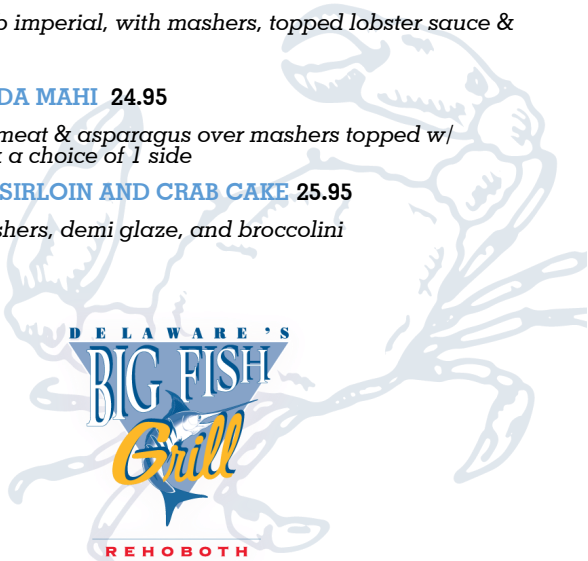 imperial, with mashers, topped lobster sauce &
DA MAHI 24.95
meat & asparagus over mashers topped w/
a choice of 1 side
SIRLOIN AND CRAB CAKE 25.95
shers, demi glaze, and broccolini
DELAWARE'S
BIG FISH
Grill
REHOBOTH